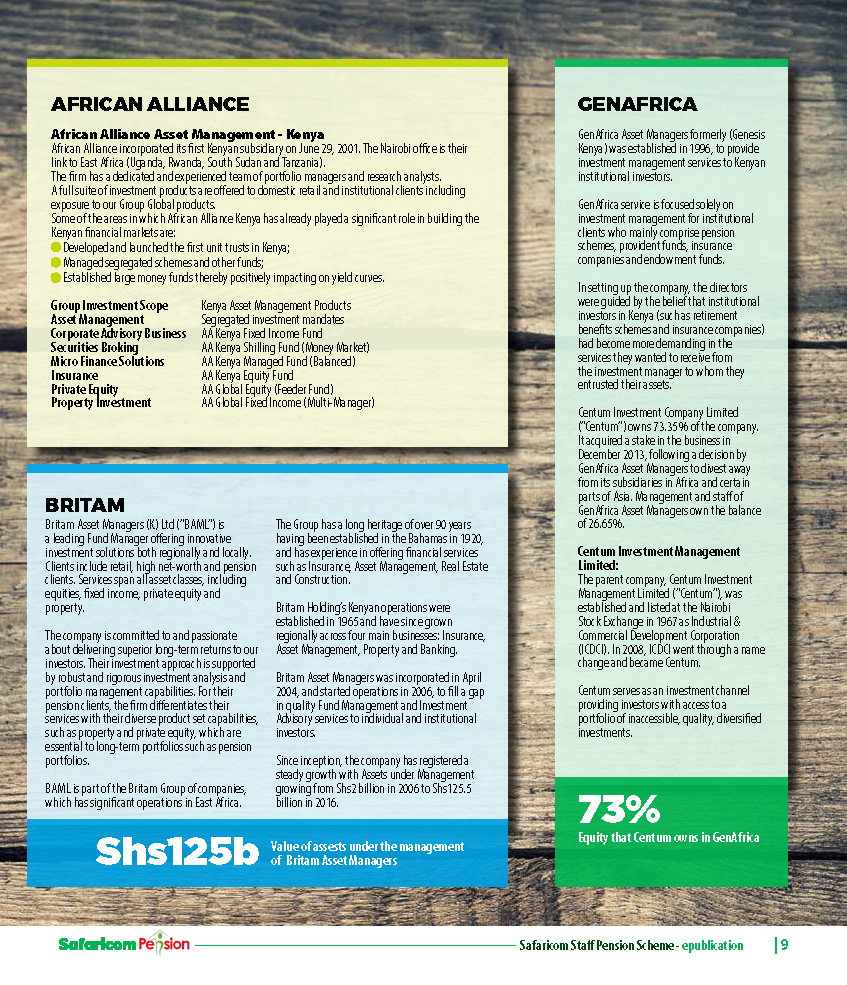 AFRICAN ALLIANCE
African Alliance Asset Management - Kenya
African Alliance incorporated its first Kenyan subsidiary on June 29, 2001. The Nairobi office is their
link to East Africa (Uganda, Rwanda, South Sudan and Tanzania).
The firm has a dedicated and experienced team of portfolio managers and research analysts.
A full suite of investment products are offered to domestic retail and institutional clients including
exposure to our Group Global products.
Some of the areas in which African Alliance Kenya has already played a significant role in building the
Kenyan financial markets are:
Developed and launched the first unit trusts in Kenya;
Managed segregated schemes and other funds;
Established large money funds thereby positively impacting on yield curves.
Group Investment Scope Kenya Asset Management Products
Asset Management Segregated investment mandates
Corporate Advisory Business AA Kenya Fixed Income Fund
Securities Broking AA Kenya Shilling Fund (Money Market)
Micro Finance Solutions AA Kenya Managed Fund (Balanced)
Insurance AA Kenya Equity Fund
Private Equity AA Global Equity (Feeder Fund)
Property Investment AA Global Fixed Income (Multi-Manager)
BRITAM
Britam Asset Managers (K) Ltd ("BAML") is
a leading Fund Manager offering innovative
investment solutions both regionally and locally.
Clients include retail, high net-worth and pension
clients. Services span all asset classes, including
equities, fixed income, private equity and
property.
The company is committed to and passionate
about delivering superior long-term returns to our
investors. Their investment approach is supported
by robust and rigorous investment analysis and
portfolio management capabilities. For their
pension clients, the firm differentiates their
services with their diverse product set capabilities,
such as property and private equity, which are
essential to long-term portfolios such as pension
portfolios.
BAML is part of the Britam Group of companies,
which has significant operations in East Africa.
The Group has a long heritage of over 90 years
having been established in the Bahamas in 1920,
and has experience in offering financial services
such as Insurance, Asset Management, Real Estate
and Construction.
Britam Holding's Kenyan operations were
established in 1965 and have since grown
regionally across four main businesses: Insurance,
Asset Management, Property and Banking.
Britam Asset Managers was incorporated in April
2004, and started operations in 2006, to fill a gap
in quality Fund Management and Investment
Advisory services to individual and institutional
investors.
Since inception, the company has registered a
steady growth with Assets under Management
growing from Shs2 billion in 2006 to Shs125.5
billion in 2016.
Shs125b
Value of assests under the management
of Britam Asset Managers
GENAFRICA
GenAfrica Asset Managers formerly (Genesis
Kenya) was established in 1996, to provide
investment management services to Kenyan
institutional investors.
GenAfrica service is focused solely on
investment management for institutional
clients who mainly comprise pension
schemes, provident funds, insurance
companies and endowment funds.
In setting up the company, the directors
were guided by the belief that institutional
investors in Kenya (such as retirement
benefits schemes and insurance companies)
had become more demanding in the
services they wanted to receive from
the investment manager to whom they
entrusted their assets.
Centum Investment Company Limited
("Centum") owns 73.35% of the company.
It acquired a stake in the business in
December 2013, following a decision by
GenAfrica Asset Managers to divest away
from its subsidiaries in Africa and certain
parts of Asia. Management and staff of
GenAfrica Asset Managers own the balance
of 26.65%.
Centum Investment Management
Limited:
The parent company, Centum Investment
Management Limited ("Centum"), was
established and listed at the Nairobi
Stock Exchange in 1967 as Industrial &
Commercial Development Corporation
(ICDCI). In 2008, ICDCI went through a name
change and became Centum.
Centum serves as an investment channel
providing investors with access to a
portfolio of inaccessible, quality, diversified
investments.
73%
Equity that Centum owns in GenAfrica
Safaricom Pension
Safaricom Staff Pension Scheme - epublication | 9